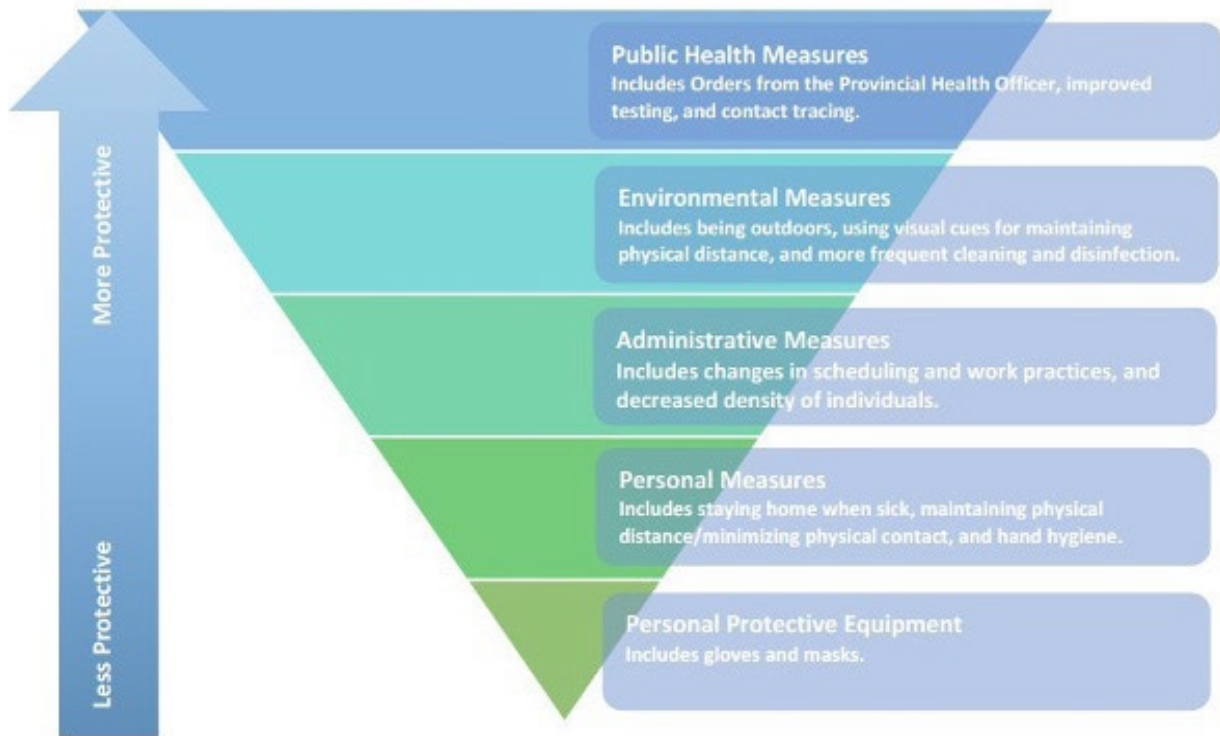 Public Health Measures
Includes Orders from the Provincial Health Officer, improved
testing, and contact tracing.
Environmental Measures
Includes being outdoors, using visual cues for maintaining
physical distance, and more frequent cleaning and disinfection.
Administrative Measures
Includes changes in scheduling and work practices, and
decreased density of individuals.
Personal Measures
Includes staying home when sick, maintaining physical
distance/minimizing physical contact, and hand hygiene.
Personal Protective Equipment
Includes gloves and masks.
More Protective
Less Protective